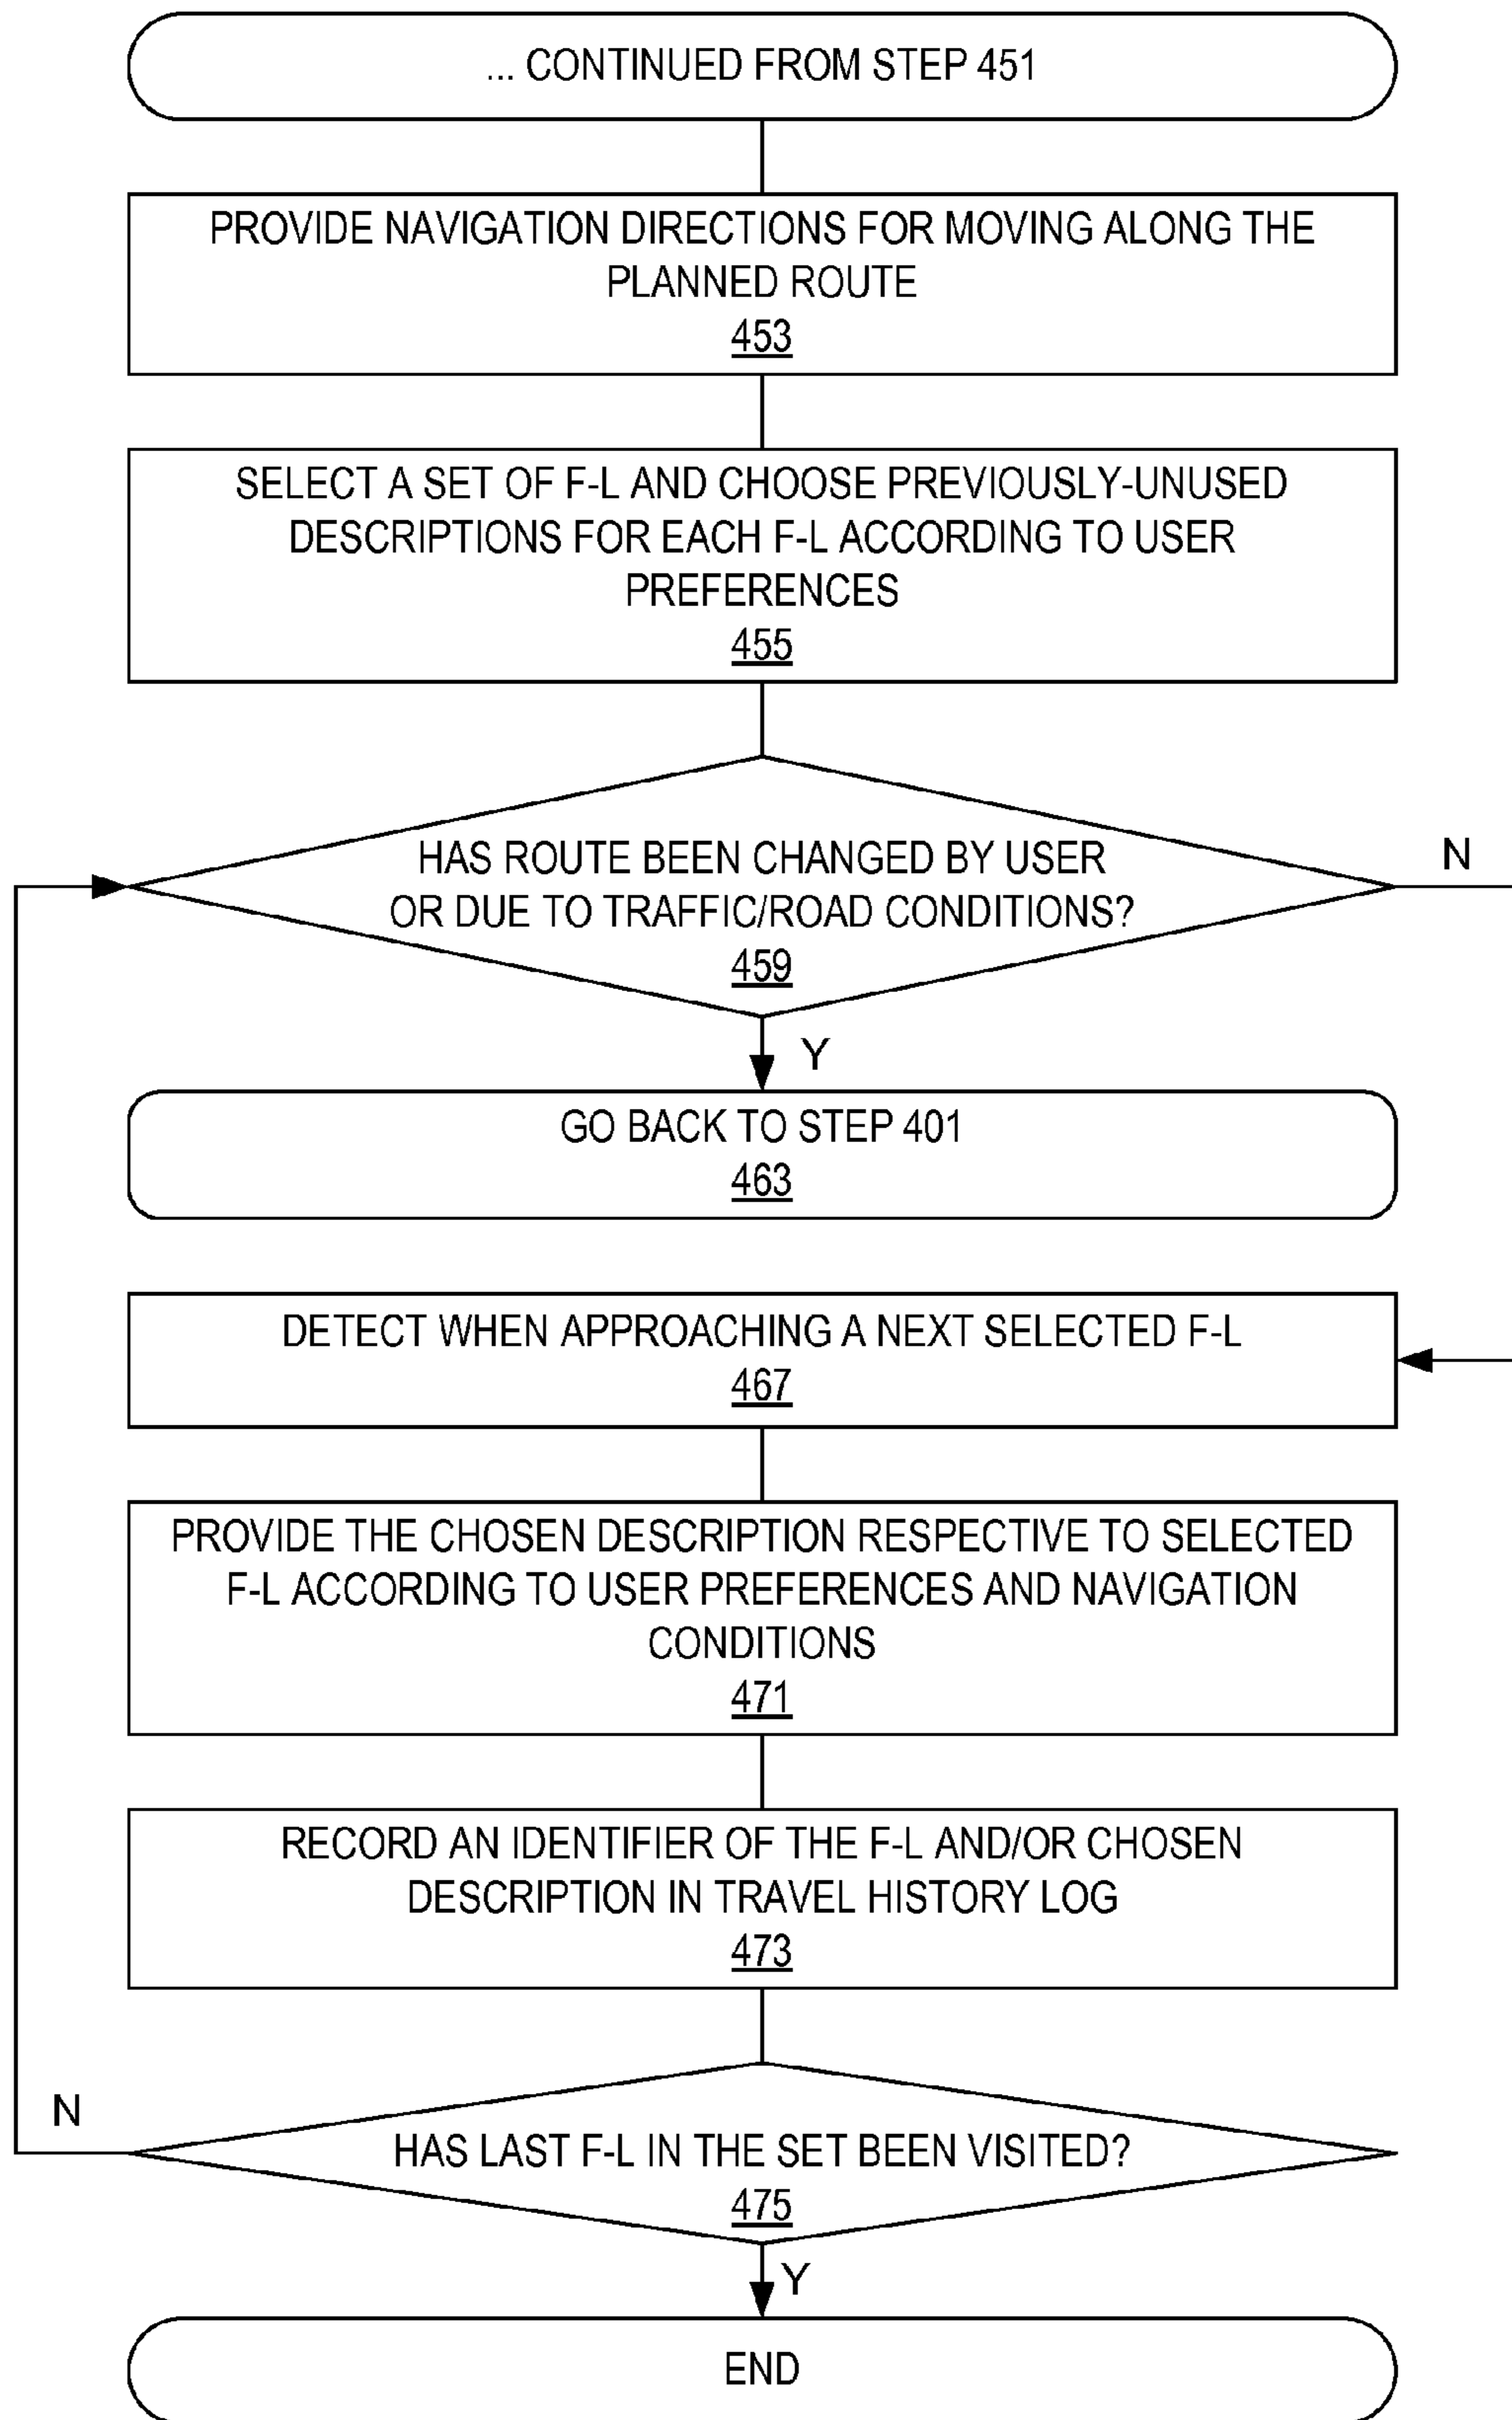 ... CONTINUED FROM STEP 451
PROVIDE NAVIGATION DIRECTIONS FOR MOVING ALONG THE
PLANNED ROUTE
453
SELECT A SET OF F-L AND CHOOSE PREVIOUSLY-UNUSED
DESCRIPTIONS FOR EACH F-L ACCORDING TO USER
PREFERENCES
455
HAS ROUTE BEEN CHANGED BY USER
OR DUE TO TRAFFIC/ROAD CONDITIONS?
459
N
Y
GO BACK TO STEP 401
463
DETECT WHEN APPROACHING A NEXT SELECTED F-L
467
PROVIDE THE CHOSEN DESCRIPTION RESPECTIVE TO SELECTED
F-L ACCORDING TO USER PREFERENCES AND NAVIGATION
CONDITIONS
471
RECORD AN IDENTIFIER OF THE F-L AND/OR CHOSEN
DESCRIPTION IN TRAVEL HISTORY LOG
473
N
HAS LAST F-L IN THE SET BEEN VISITED?
475
Y
END